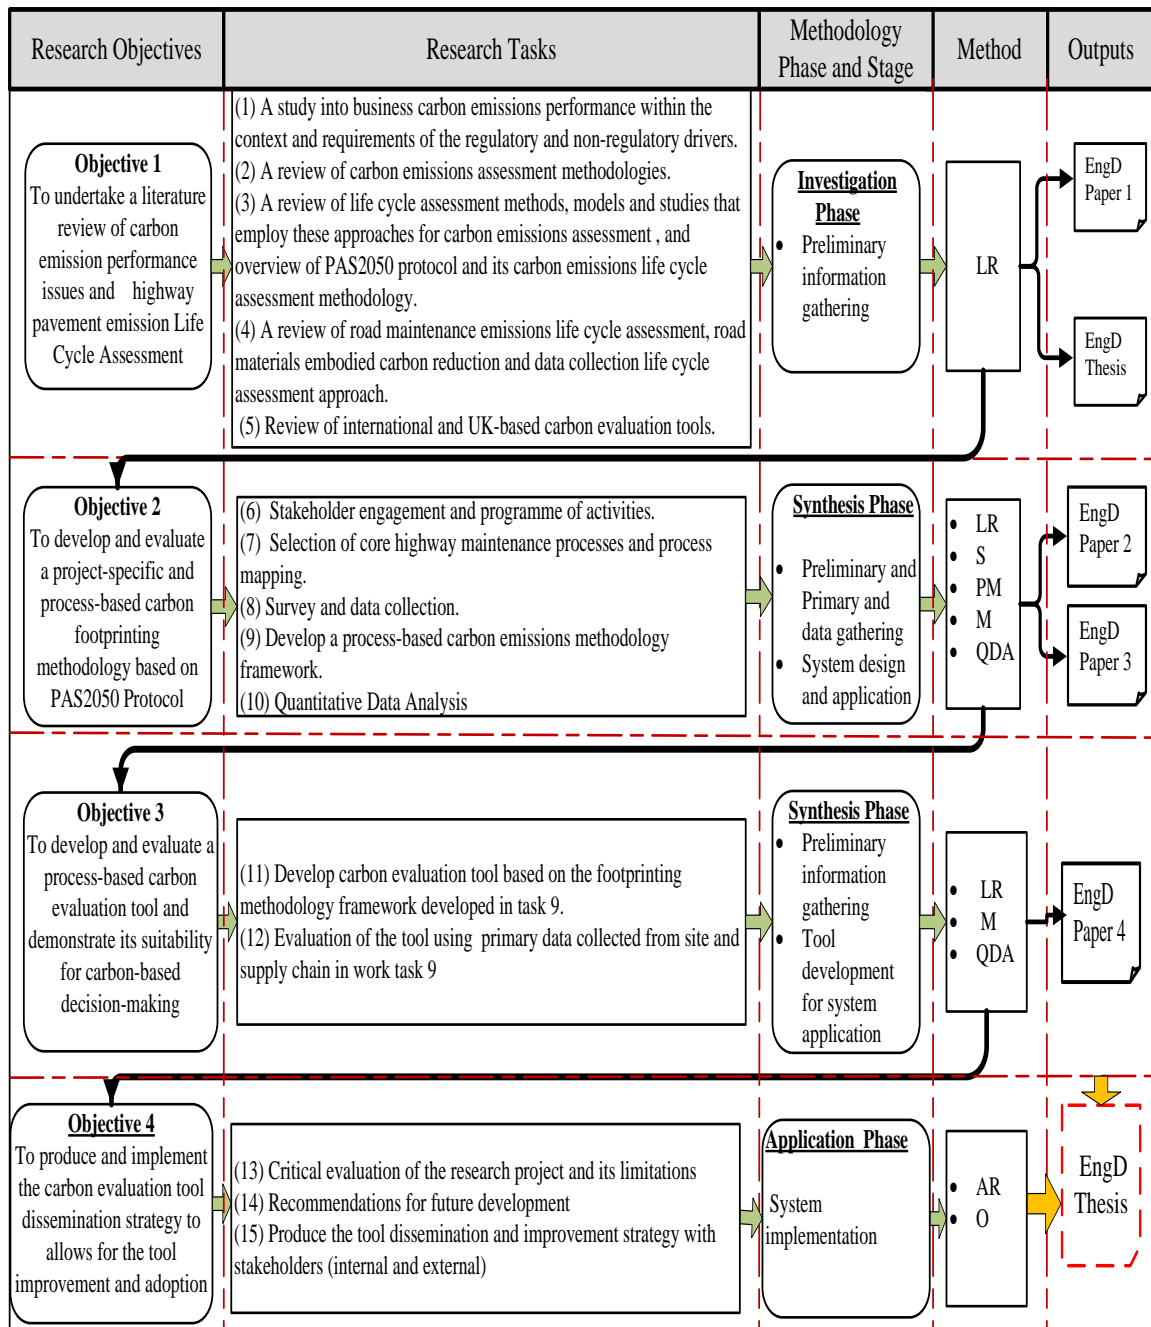 Research Objectives
Research Tasks
Methodology
Phase and Stage
Method
Outputs
Objective 1
To undertake a literature
review of carbon
emission performance
issues and highway
pavement emission Life
Cycle Assessment
(1) A study into business carbon emissions performance within the
context and requirements of the regulatory and non-regulatory drivers.
(2) A review of carbon emissions assessment methodologies.
(3) A review of life cycle assessment methods, models and studies that
employ these approaches for carbon emissions assessment , and
overview of PAS2050 protocol and its carbon emissions life cycle
assessment methodology.
(4) A review of road maintenance emissions life cycle assessment, road
materials embodied carbon reduction and data collection life cycle
assessment approach.
(5) Review of international and UK-based carbon evaluation tools.
Investigation
Phase
• Preliminary
information
gathering
LR
EngD
Paper 1
EngD
Thesis
Objective 2
To develop and evaluate
a project-specific and
process-based carbon
footprinting
methodology based on
PAS2050 Protocol
(6) Stakeholder engagement and programme of activities.
(7) Selection of core highway maintenance processes and process
mapping.
(8) Survey and data collection.
(9) Develop a process-based carbon emissions methodology
framework.
(10) Quantitative Data Analysis
Synthesis Phase
• Preliminary and
Primary and
data gathering
• System design
and application
• LR
• S
• PM
• M
• QDA
EngD
Paper 2
EngD
Paper 3
Objective 3
To develop and evaluate a
process-based carbon
evaluation tool and
demonstrate its suitability
for carbon-based
decision-making
(11) Develop carbon evaluation tool based on the footprinting
methodology framework developed in task 9.
(12) Evaluation of the tool using primary data collected from site and
supply chain in work task 9
Synthesis Phase
• Preliminary
information
gathering
• Tool
development
for system
application
• LR
• M
• QDA
EngD
Paper 4
Objective 4
To produce and implement
the carbon evaluation tool
dissemination strategy to
allows for the tool
improvement and adoption
(13) Critical evaluation of the research project and its limitations
(14) Recommendations for future development
(15) Produce the tool dissemination and improvement strategy with
stakeholders (internal and external)
Application Phase
System
implementation
• AR
• O
EngD
Thesis